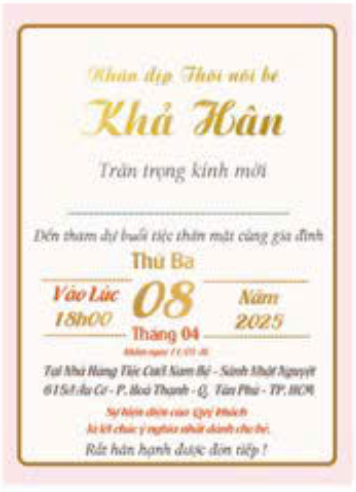 Nhân dịp Thôi nôi bé
Khả Hân
Trân trọng kính mời
Đến tham dự buổi tiệc thân mật cùng gia đình
Thứ Ba
Vào Lúc 08 Năm
18h00 2025
Tháng 04
Tại Nhà Hàng Tiệc Cưới Nam Bộ - Sảnh Nhật Nguyệt
Âu Cơ - P. Hoà Thạnh - Q. Tân Phú - TP. HCM
Sự hiện diện của Quý khách
là lời chúc ý nghĩa nhất dành cho bé.
Rất hân hạnh được đón tiếp !